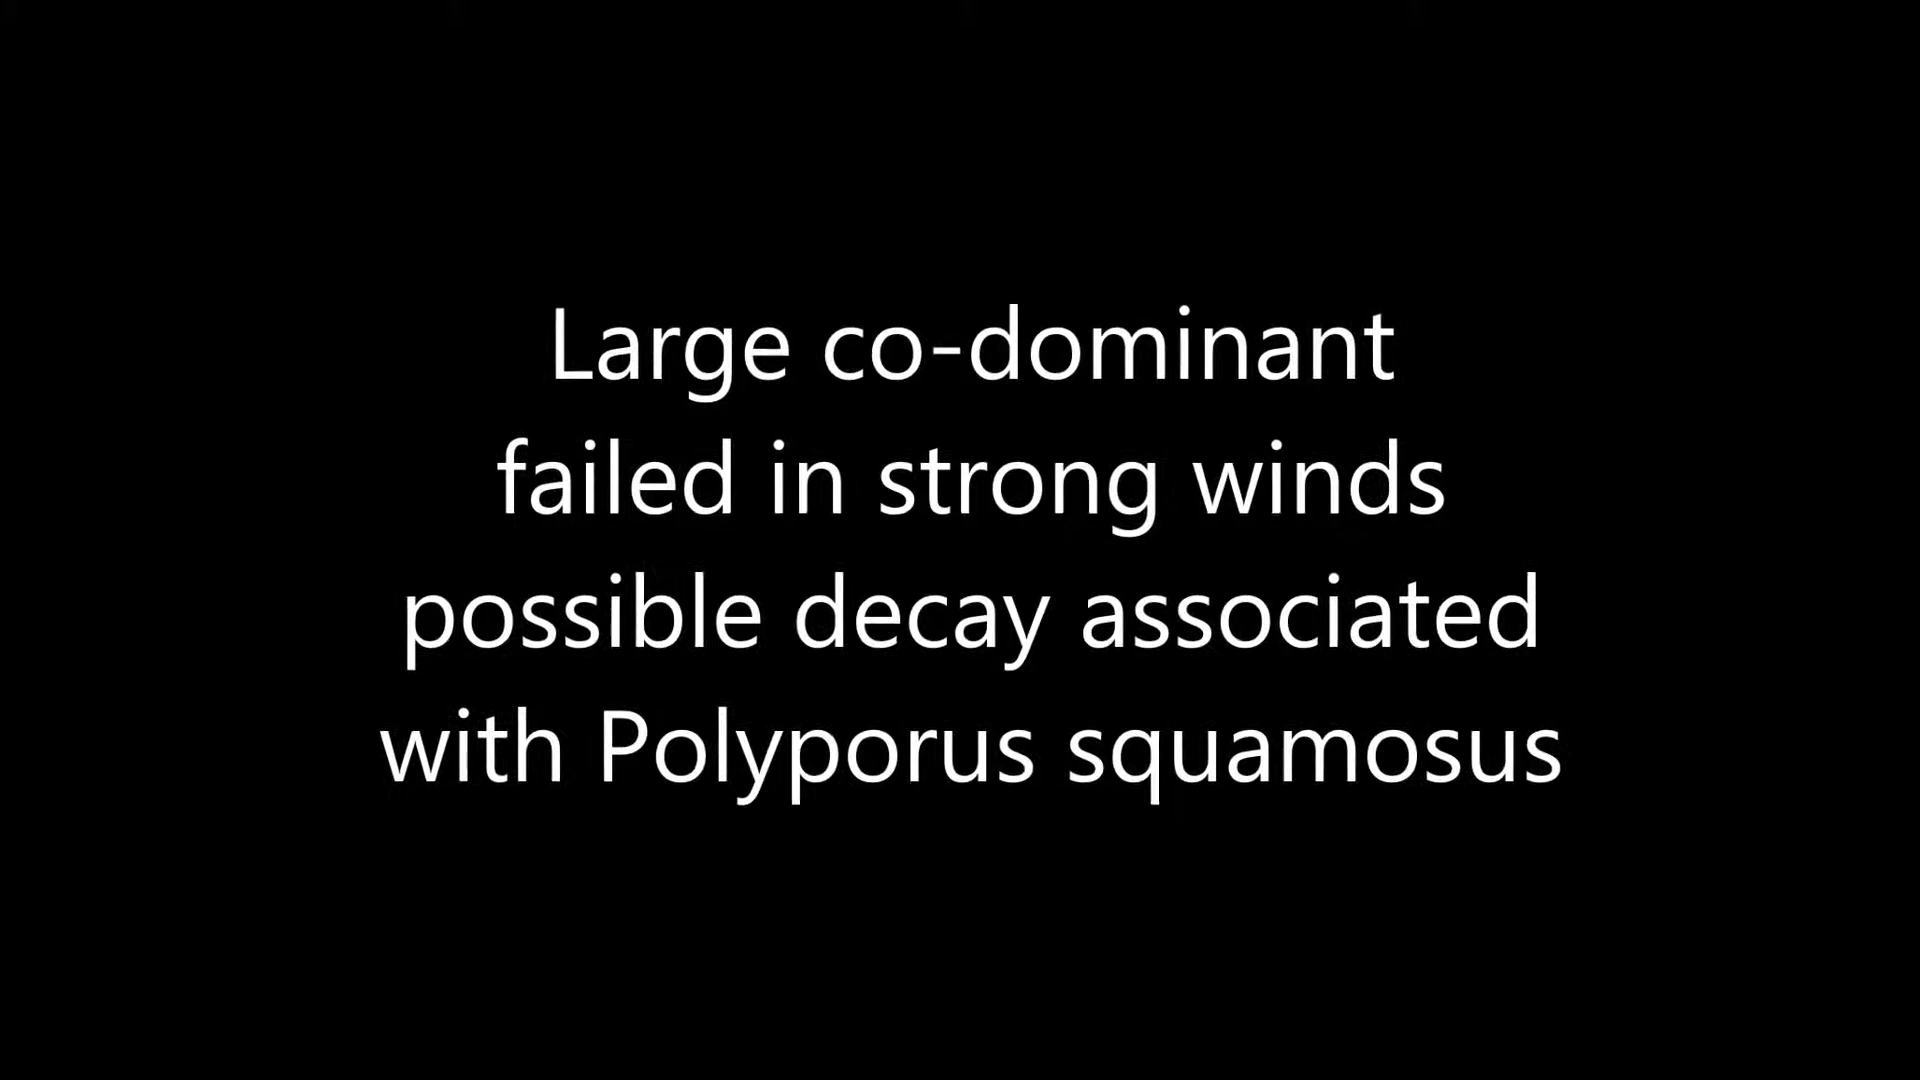 Large co-dominant
failed in strong winds
possible decay associated
with Polyporus squamosus